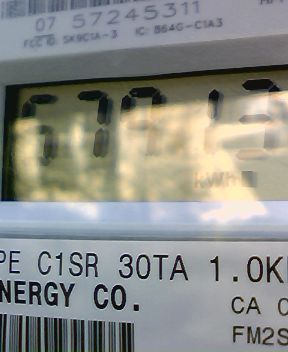 07 57245311
FCC ID: SK9C1A-3 IC: 864G-C1A3
67913
kWh
PE C1SR 30TA 1.0K
NERGY CO.
CA 
FM2S